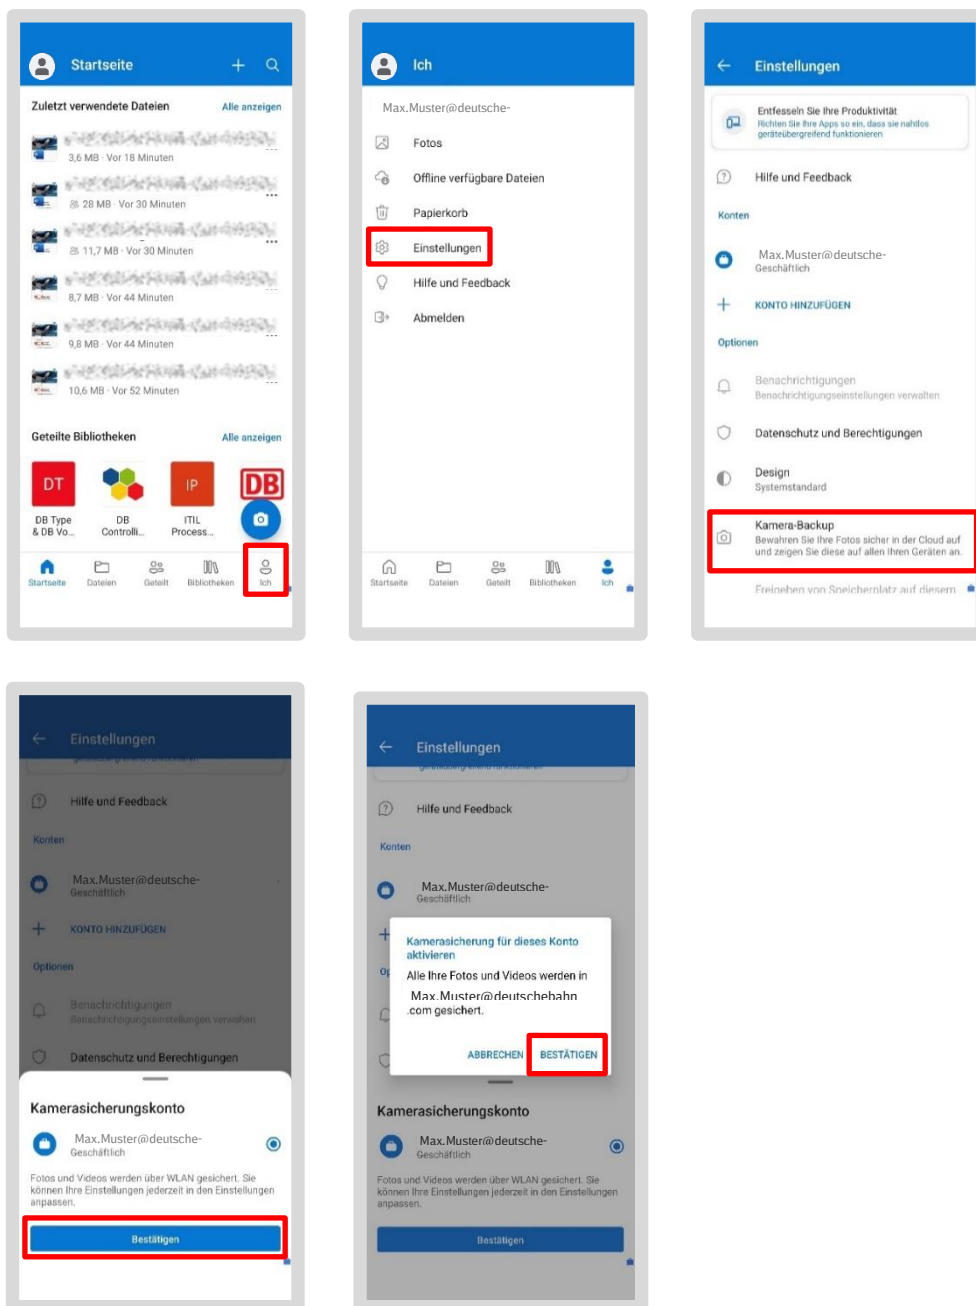 Startseite
Zuletzt verwendete Dateien
Alle anzeigen
3,6 MB · Vor 18 Minuten
28 MB · Vor 30 Minuten
11,7 MB · Vor 30 Minuten
8,7 MB · Vor 44 Minuten
9,8 MB · Vor 44 Minuten
10,6 MB · Vor 52 Minuten
Geteilte Bibliotheken
Alle anzeigen
DT
IP
DB
DB Type
& DB Vo...
DB
Controlli...
ITIL
Process...
Startseite
Dateien
Geteilt
Bibliotheken
Ich
Ich
Max.Muster@deutsche-
Fotos
Offline verfügbare Dateien
Papierkorb
Einstellungen
Hilfe und Feedback
Abmelden
Startseite
Dateien
Geteilt
Bibliotheken
Ich
Einstellungen
Entfesseln Sie Ihre Produktivität
Richten Sie Ihre Apps so ein, dass sie nahtlos
geräteübergreifend funktionieren
Hilfe und Feedback
Konten
Max.Muster@deutsche-
Geschäftlich
KONTO HINZUFÜGEN
Optionen
Benachrichtigungen
Benachrichtigungseinstellungen verwalten
Datenschutz und Berechtigungen
Design
Systemstandard
Kamera-Backup
Bewahren Sie Ihre Fotos sicher in der Cloud auf
und zeigen Sie diese auf allen Ihren Geräten an.
Freigeben von Speicherplatz auf diesem
Einstellungen
geräteübergreifend funktionieren
Hilfe und Feedback
Konten
Max.Muster@deutsche-
Geschäftlich
KONTO HINZUFÜGEN
Optionen
Benachrichtigungen
Benachrichtigungseinstellungen verwalten
Datenschutz und Berechtigungen
Kamerasicherungskonto
Max.Muster@deutsche-
Geschäftlich
Fotos und Videos werden über WLAN gesichert. Sie
können Ihre Einstellungen jederzeit in den Einstellungen
anpassen.
Bestätigen
Einstellungen
geräteübergreifend funktionieren
Hilfe und Feedback
Konten
Max.Muster@deutsche-
Geschäftlich
Op
Kamerasicherung für dieses Konto
aktivieren
Alle Ihre Fotos und Videos werden in
Max.Muster@deutschebahn
.com gesichert.
ABBRECHEN
BESTÄTIGEN
Kamerasicherungskonto
Max.Muster@deutsche-
Geschäftlich
Fotos und Videos werden über WLAN gesichert. Sie
können Ihre Einstellungen jederzeit in den Einstellungen
anpassen.
Bestätigen